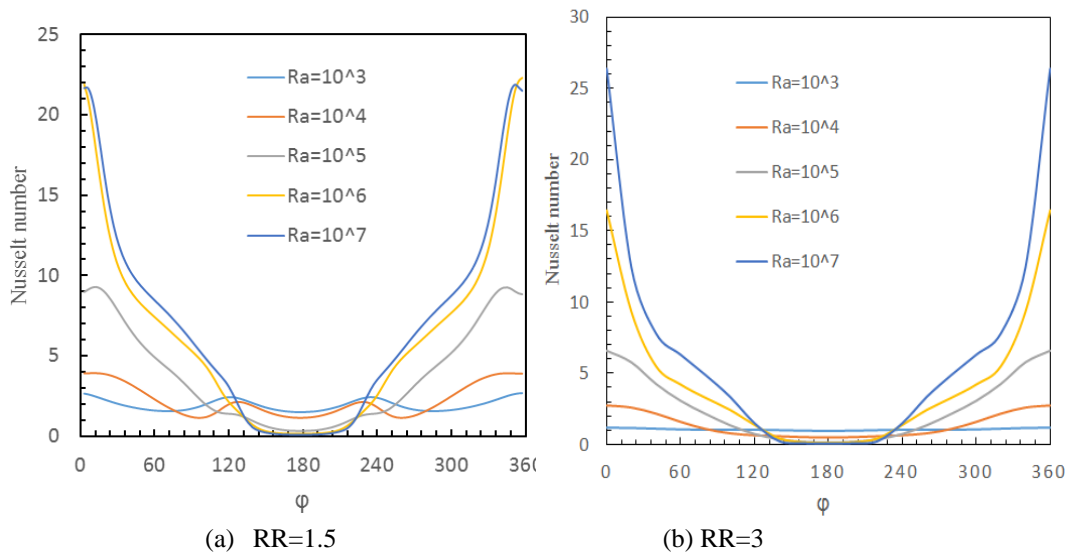 25
20
15
10
5
0
Nusselt number
Ra=10^3
Ra=10^4
Ra=10^5
Ra=10^6
Ra=10^7
0 60 120 180 240 300 360
φ
(a) RR=1.5
30
25
20
15
10
5
0
Nusselt number
Ra=10^3
Ra=10^4
Ra=10^5
Ra=10^6
Ra=10^7
0 60 120 180 240 300 360
φ
(b) RR=3